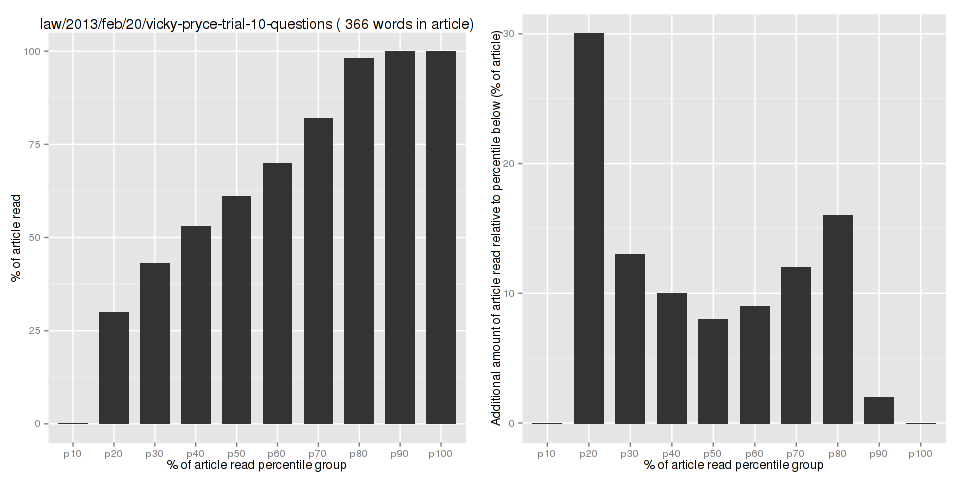 law/2013/feb/20/vicky-pryce-trial-10-questions ( 366 words in article)
% of article read
100
75
50
25
0
p10 p20 p30 p40 p50 p60 p70 p80 p90 p100
% of article read percentile group
Additional amount of article read relative to percentile below (% of article)
30
20
10
0
p10 p20 p30 p40 p50 p60 p70 p80 p90 p100
% of article read percentile group